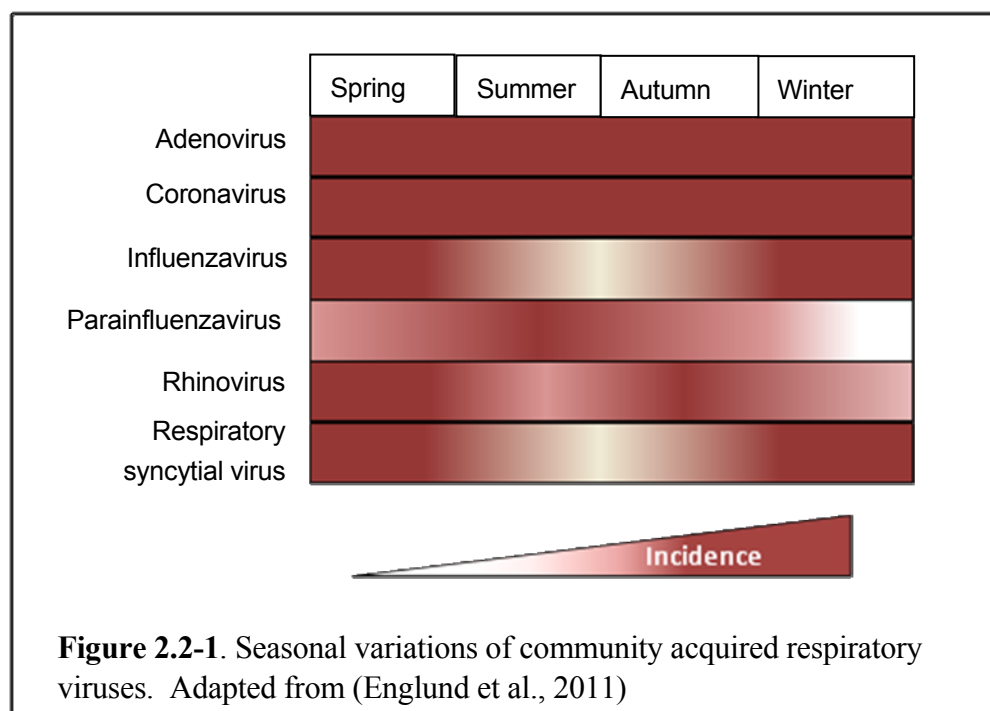 Spring Summer Autumn Winter
Adenovirus
Coronavirus
Influenzavirus
Parainfluenzavirus
Rhinovirus
Respiratory
syncytial virus
Incidence
Figure 2.2-1. Seasonal variations of community acquired respiratory
viruses. Adapted from (Englund et al., 2011)